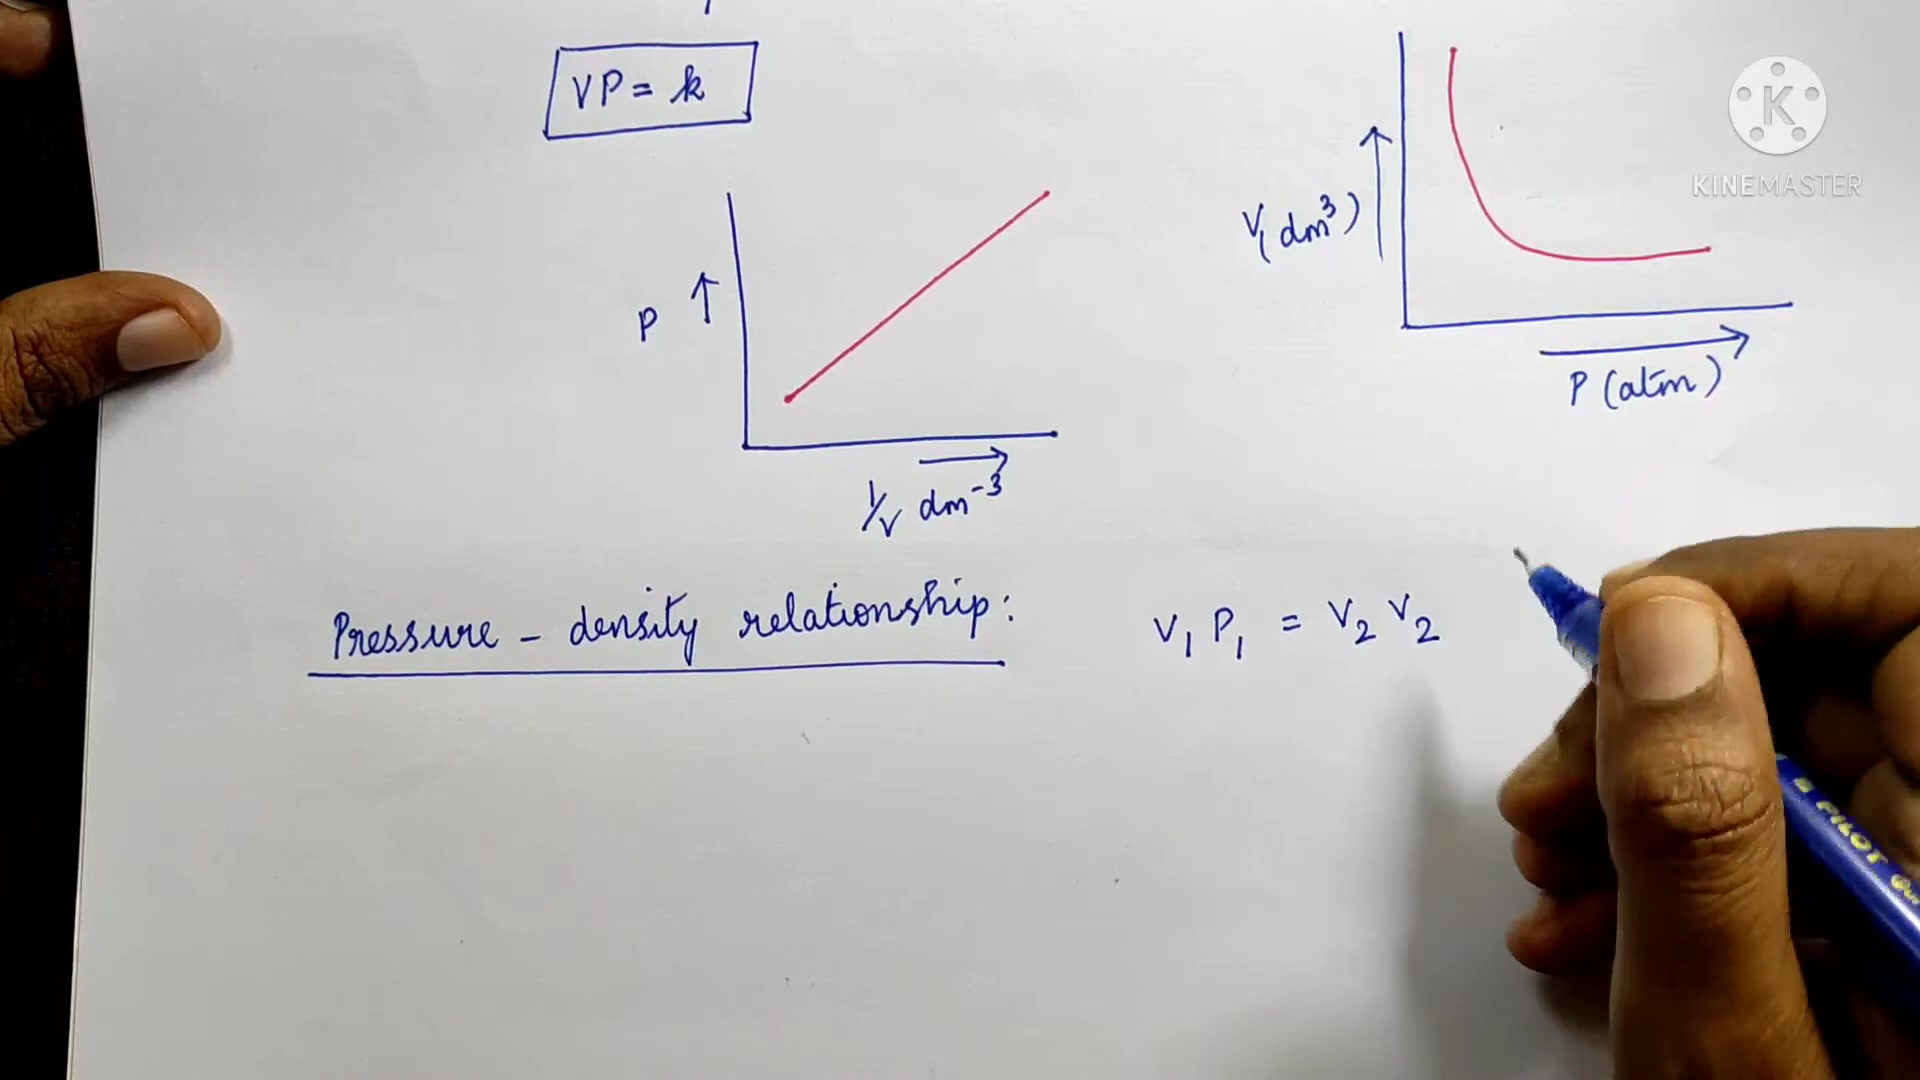 VP = k
K
KINEMASTER
V(dm³)
P (atm)
P
1/V dm⁻³
Pressure - density relationship:
V₁ P₁ = V₂ V₂
PILOT